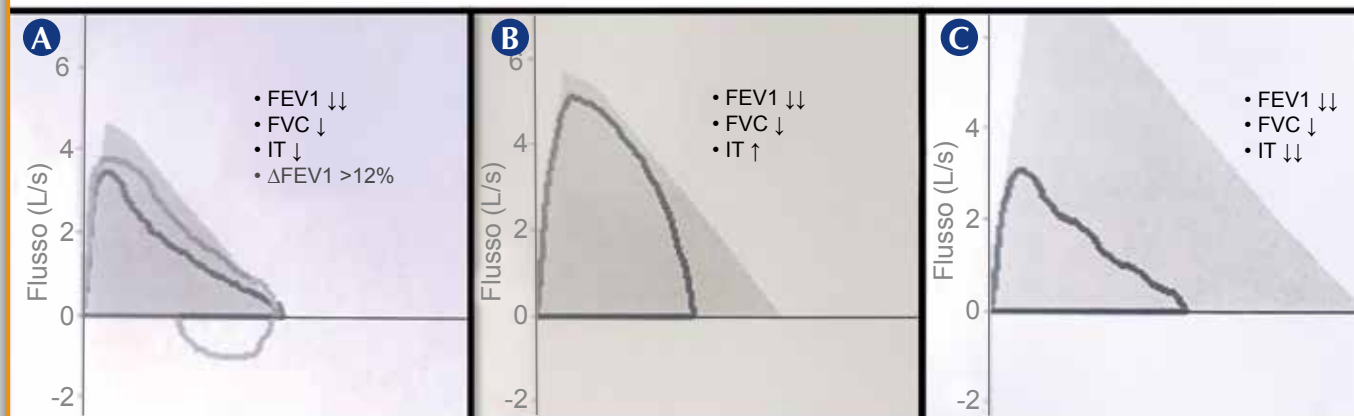 A
6
4
2
0
-2
Flusso (L/s)
• FEV1 ↓↓
• FVC ↓
• IT ↓
• ΔFEV1 >12%
B
6
4
2
0
-2
Flusso (L/s)
• FEV1 ↓↓
• FVC ↓
• IT ↑
C
4
2
0
-2
Flusso (L/s)
• FEV1 ↓↓
• FVC ↓
• IT ↓↓